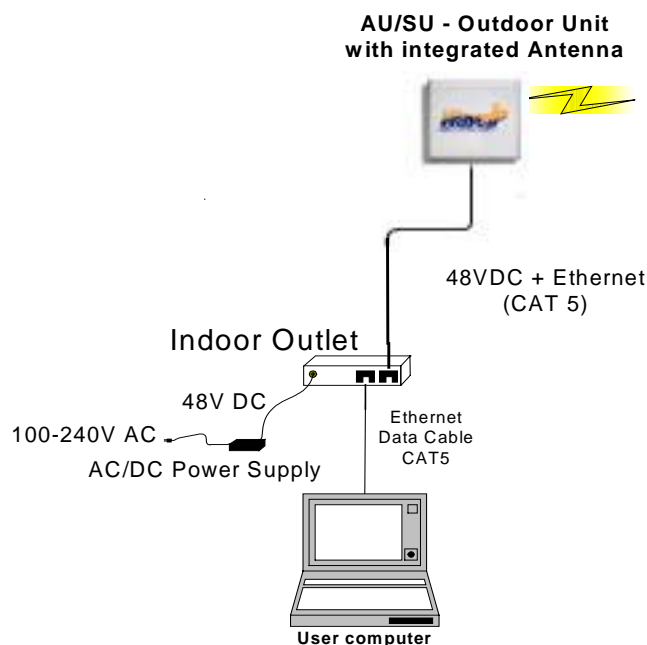 AU/SU - Outdoor Unit
with integrated Antenna
48VDC + Ethernet
(CAT 5)
Indoor Outlet
48V DC
100-240V AC
AC/DC Power Supply
Ethernet
Data Cable
CAT5
User computer